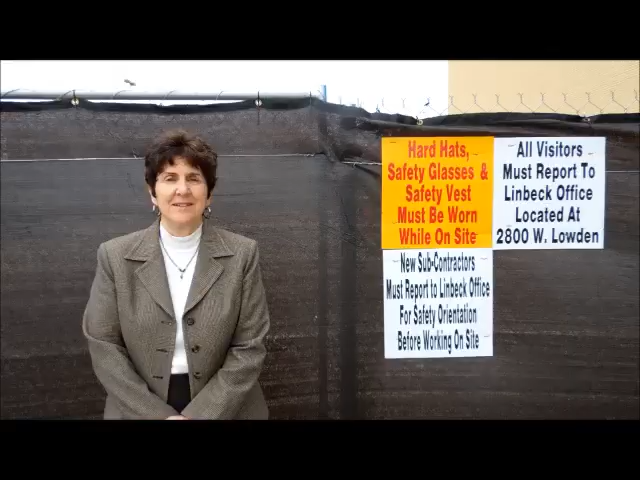 Hard Hats,
Safety Glasses &
Safety Vest
Must Be Worn
While On Site
All Visitors
Must Report To
Linbeck Office
Located At
2800 W. Lowden
New Sub-Contractors
Must Report to Linbeck Office
For Safety Orientation
Before Working On Site